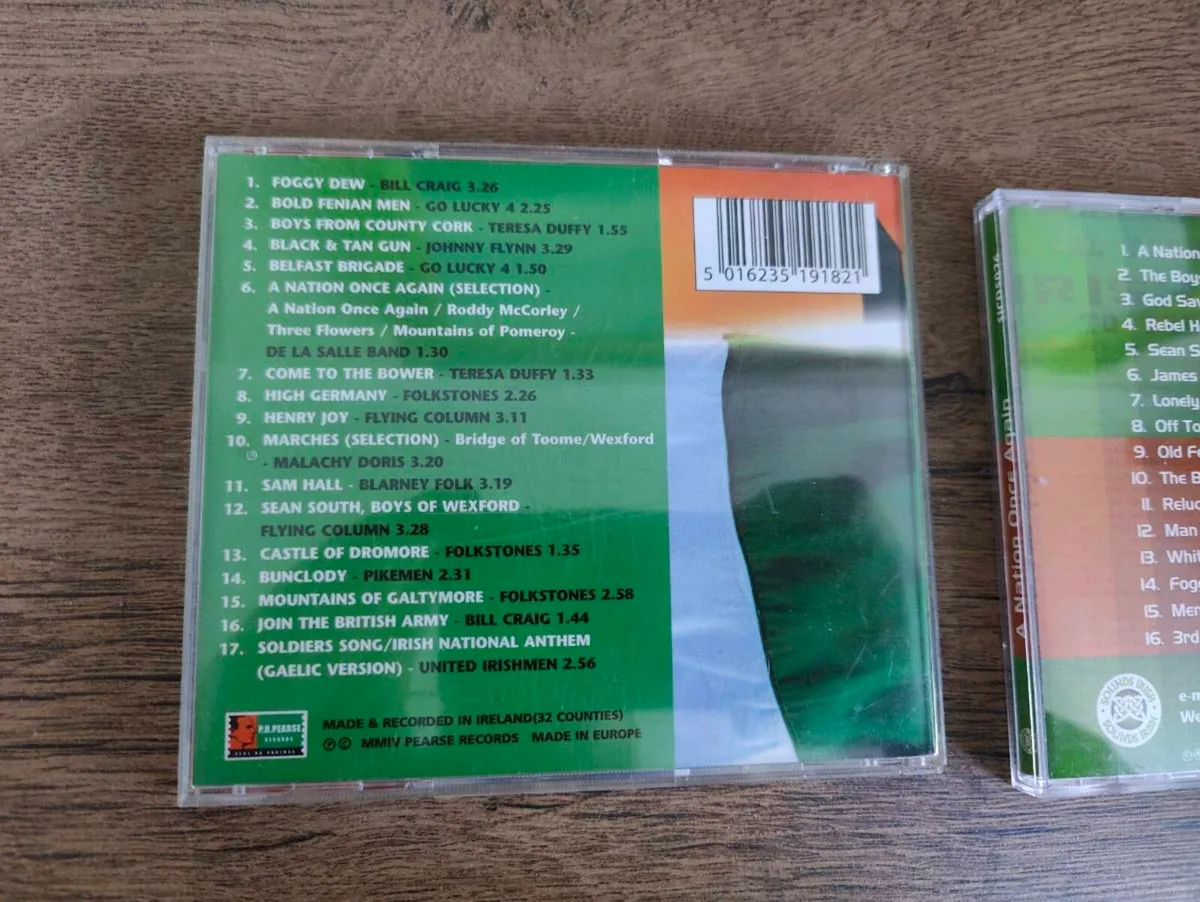 1. FOGGY DEW - BILL CRAIG 3.26
2. BOLD FENIAN MEN - GO LUCKY 4 2.25
3. BOYS FROM COUNTY CORK - TERESA DUFFY 1.55
4. BLACK & TAN GUN - JOHNNY FLYNN 3.29
5. BELFAST BRIGADE - GO LUCKY 4 1.50
6. A NATION ONCE AGAIN (SELECTION) -
A Nation Once Again / Roddy McCorley /
Three Flowers / Mountains of Pomeroy -
DE LA SALLE BAND 1.30
7. COME TO THE BOWER - TERESA DUFFY 1.33
8. HIGH GERMANY - FOLKSTONES 2.26
9. HENRY JOY - FLYING COLUMN 3.11
10. MARCHES (SELECTION) - Bridge of Toome/Wexford
- MALACHY DORIS 3.20
11. SAM HALL - BLARNEY FOLK 3.19
12. SEAN SOUTH, BOYS OF WEXFORD -
FLYING COLUMN 3.28
13. CASTLE OF DROMORE - FOLKSTONES 1.35
14. BUNCLODY - PIKEMEN 2.31
15. MOUNTAINS OF GALTYMORE - FOLKSTONES 2.58
16. JOIN THE BRITISH ARMY - BILL CRAIG 1.44
17. SOLDIERS SONG/IRISH NATIONAL ANTHEM
(GAELIC VERSION) - UNITED IRISHMEN 2.56
P.H.PEARSE
RECORDS
MADE & RECORDED IN IRELAND(32 COUNTIES)
℗ © MMIV PEARSE RECORDS MADE IN EUROPE
5 016235 191821
A Nation Once Again
1. A Nation
2. The Boy
3. God Sav
4. Rebel H
5. Sean S
6. James
7. Lonely
8. Off To
9. Old Fe
10. The B
11. Reluc
12. Man
13. Whit
14. Fogg
15. Mer
16. 3rd
SOUNDS IRISH
SOUNDS IRISH